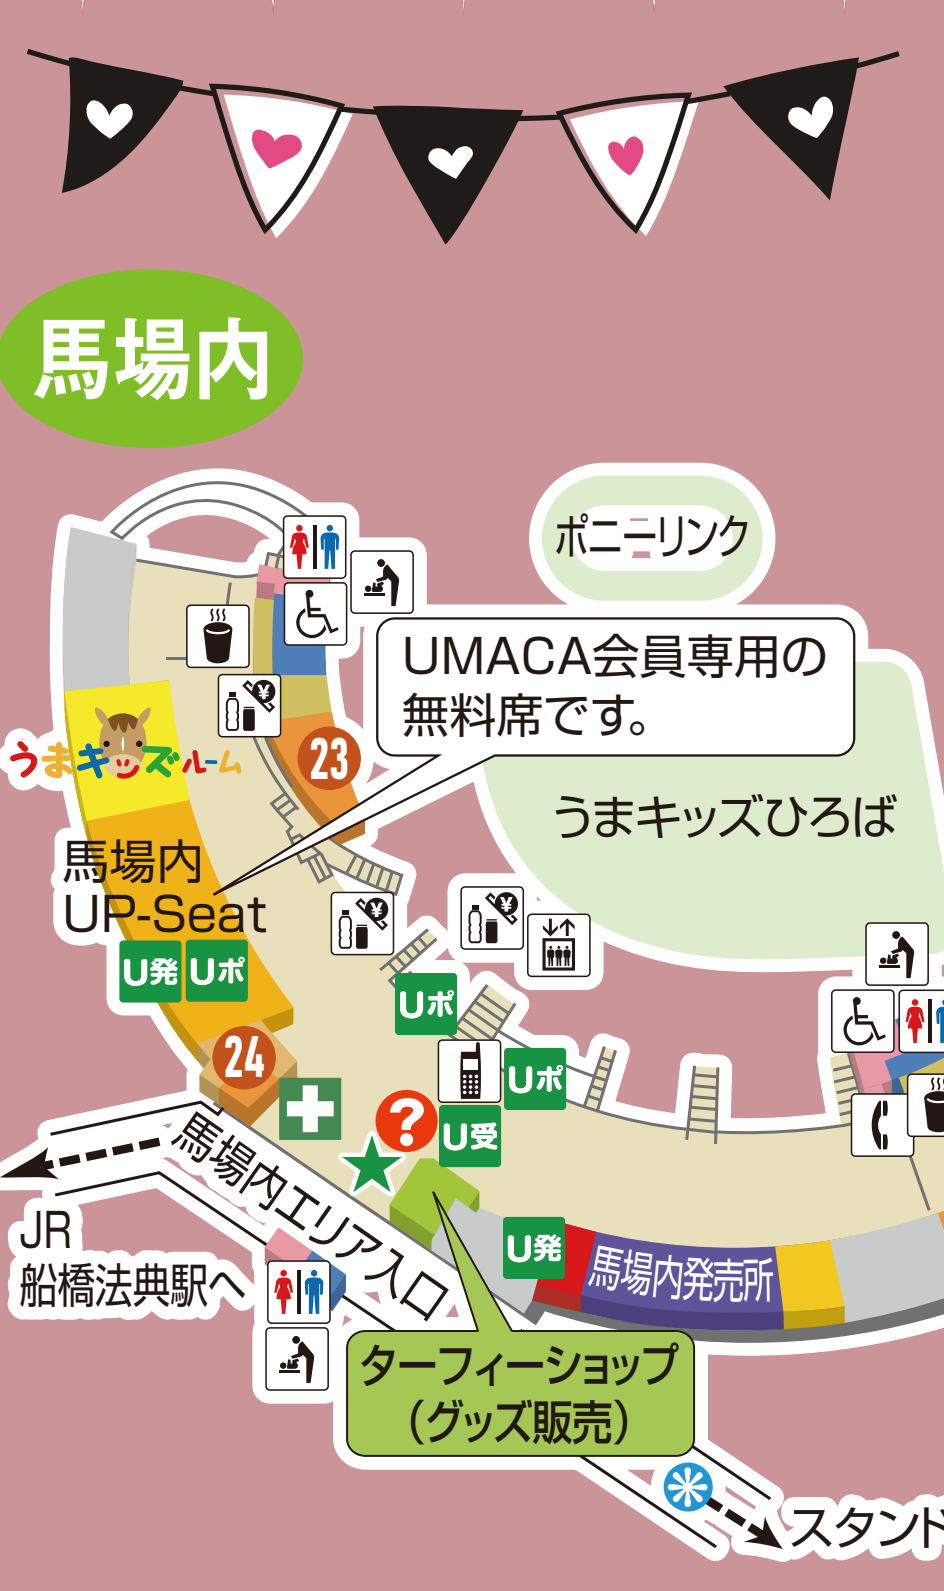 馬場内
ポニーリンク
UMACA会員専用の
無料席です。
¥
うまキッズルーム
23
うまキッズひろば
馬場内
UP-Seat
¥
¥
U発
Uポ
Uポ
24
Uポ
?
U受
馬場内エリア入口
JR
船橋法典駅へ
U発
馬場内発売所
ターフィーショップ
(グッズ販売)
スタンド